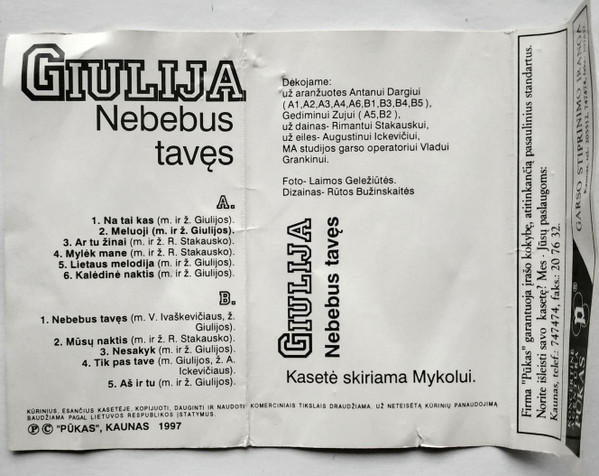 GIULIJA
Nebebus
tavęs
A.
1. Na tai kas (m. ir ž. Giulijos).
2. Meluoji (m. ir ž. Giulijos).
3. Ar tu žinai (m. ir ž. R. Stakausko).
4. Mylėk mane (m. ir ž. R. Stakausko).
5. Lietaus melodija (m. ir ž. Giulijos).
6. Kalėdinė naktis (m. ir ž. Giulijos).
B.
1. Nebebus tavęs (m. V. Ivaškevičiaus, ž.
Giulijos).
2. Mūsų naktis (m. ir ž. R. Stakausko).
3. Nesakyk (m. ir ž. Giulijos).
4. Tik pas tave (m. Giulijos, ž. A.
Ickevičiaus).
5. Aš ir tu (m. ir ž. Giulijos).
Dėkojame:
už aranžuotes Antanui Dargiui
( A1,A2,A3,A4,A6,B1,B3,B4,B5 ),
Gediminui Zujui ( A5,B2 ),
už dainas- Rimantui Stakauskui,
už eiles- Augustinui Ickevičiui,
MA studijos garso operatoriui Vladui
Grankinui.
Foto- Laimos Geležiūtės.
Dizainas- Rūtos Bužinskaitės
GIULIJA
Nebebus tavęs
Kasetė skiriama Mykolui.
KŪRINIUS, ESANČIUS KASETĖJE, KOPIJUOTI, DAUGINTI IR NAUDOTI KOMERCINIAIS TIKSLAIS DRAUDŽIAMA. UŽ NETEISĖTĄ KŪRINIŲ PANAUDOJIMĄ
BAUDŽIAMA PAGAL LIETUVOS RESPUBLIKOS ĮSTATYMUS.
Ⓟ © "PŪKAS", KAUNAS 1997
Firma "Pūkas" garantuoja įrašo kokybę, atitinkančią pasaulinius standartus.
Norite išleisti savo kasetę? Mes - Jūsų paslaugoms:
Kaunas, telef.: 747474, faks.: 20 76 32.
GARSO STIPRINIMO ĮRANGA
KONCERTINĖ
PŪKAS